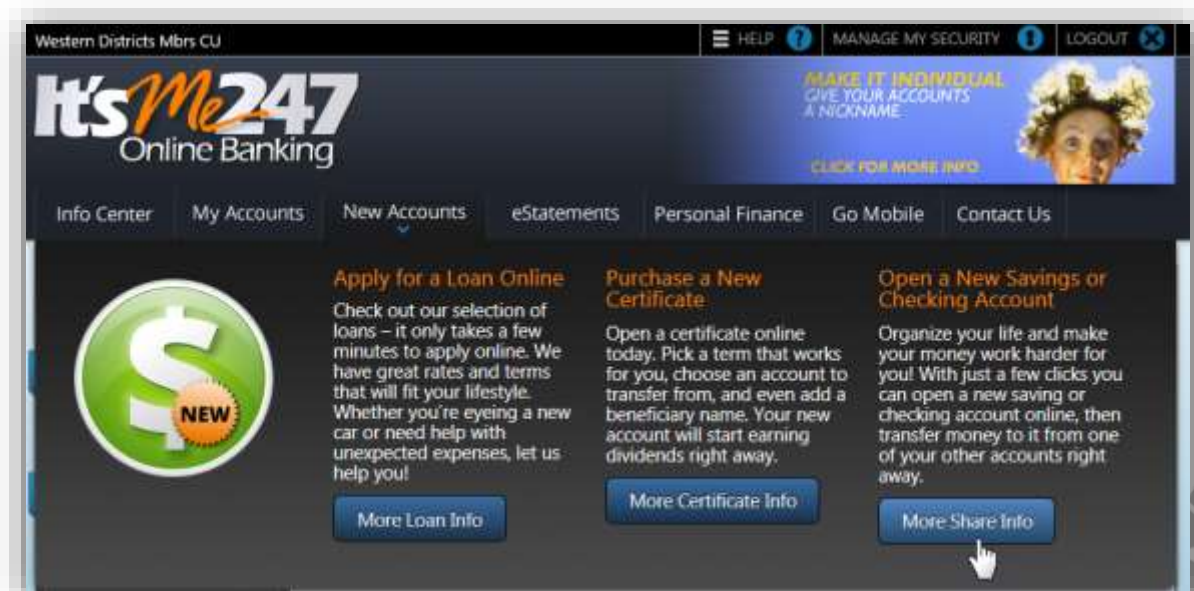 Western Districts Mbrs CU
HELP ?
MANAGE MY SECURITY
LOGOUT
It's Me247
Online Banking
MAKE IT INDIVIDUAL
GIVE YOUR ACCOUNTS
A NICKNAME
CLICK FOR MORE INFO
Info Center
My Accounts
New Accounts
eStatements
Personal Finance
Go Mobile
Contact Us
$
NEW
Apply for a Loan Online
Check out our selection of
loans – it only takes a few
minutes to apply online. We
have great rates and terms
that will fit your lifestyle.
Whether you're eyeing a new
car or need help with
unexpected expenses, let us
help you!
More Loan Info
Purchase a New
Certificate
Open a certificate online
today. Pick a term that works
for you, choose an account to
transfer from, and even add a
beneficiary name. Your new
account will start earning
dividends right away.
More Certificate Info
Open a New Savings or
Checking Account
Organize your life and make
your money work harder for
you! With just a few clicks you
can open a new saving or
checking account online, then
transfer money to it from one
of your other accounts right
away.
More Share Info